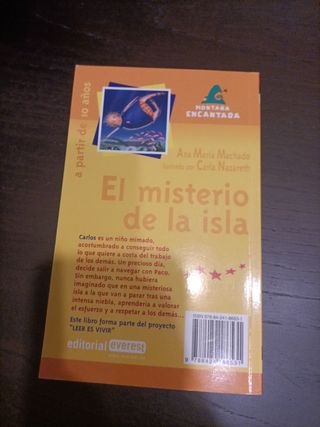 MONTAÑA
ENCANTADA
a partir de 10 años
Ana Maria Machado
Ilustrado por Carla Nazareth
El misterio
de la isla
Carlos es un niño mimado,
acostumbrado a conseguir todo
lo que quiere a costa del trabajo
de los demás. Un precioso día,
decide salir a navegar con Paco.
Sin embargo, nunca hubiera
imaginado que en una misteriosa
isla a la que van a parar tras una
intensa niebla, aprendería a valorar
el esfuerzo y a respetar a los demás...
Este libro forma parte del proyecto
"LEER ES VIVIR"
editorial everest